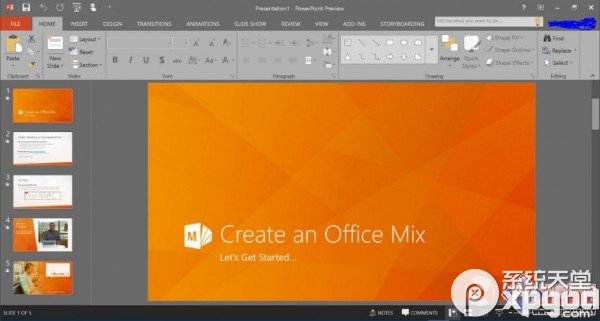 Presentation1 - PowerPoint Preview
FILE HOME INSERT DESIGN TRANSITIONS ANIMATIONS SLIDE SHOW REVIEW VIEW ADD-INS STORYBOARDING
Tell me what you want to do...
Paste
New Slide
Layout
Reset
Section
Arrange
Quick Styles
Shape Fill
Shape Outline
Shape Effects
Find
Replace
Select
Clipboard Slides Font Paragraph Drawing Editing
1
2
3
4
5
Create an Office Mix
Let's Get Started...
系统天堂
xpgod
SLIDE 1 OF 5
NOTES COMMENTS